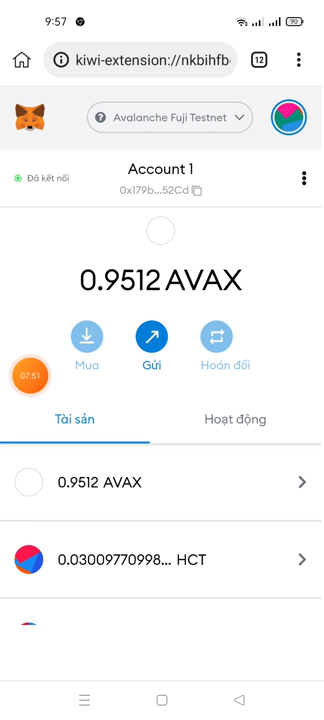 9:57
90
kiwi-extension://nkbihfb
12
Avalanche Fuji Testnet
Đã kết nối
Account 1
0x179b...52Cd
0.9512 AVAX
Mua
Gửi
Hoán đổi
07:51
Tài sản
Hoạt động
0.9512 AVAX
0.03009770998... HCT